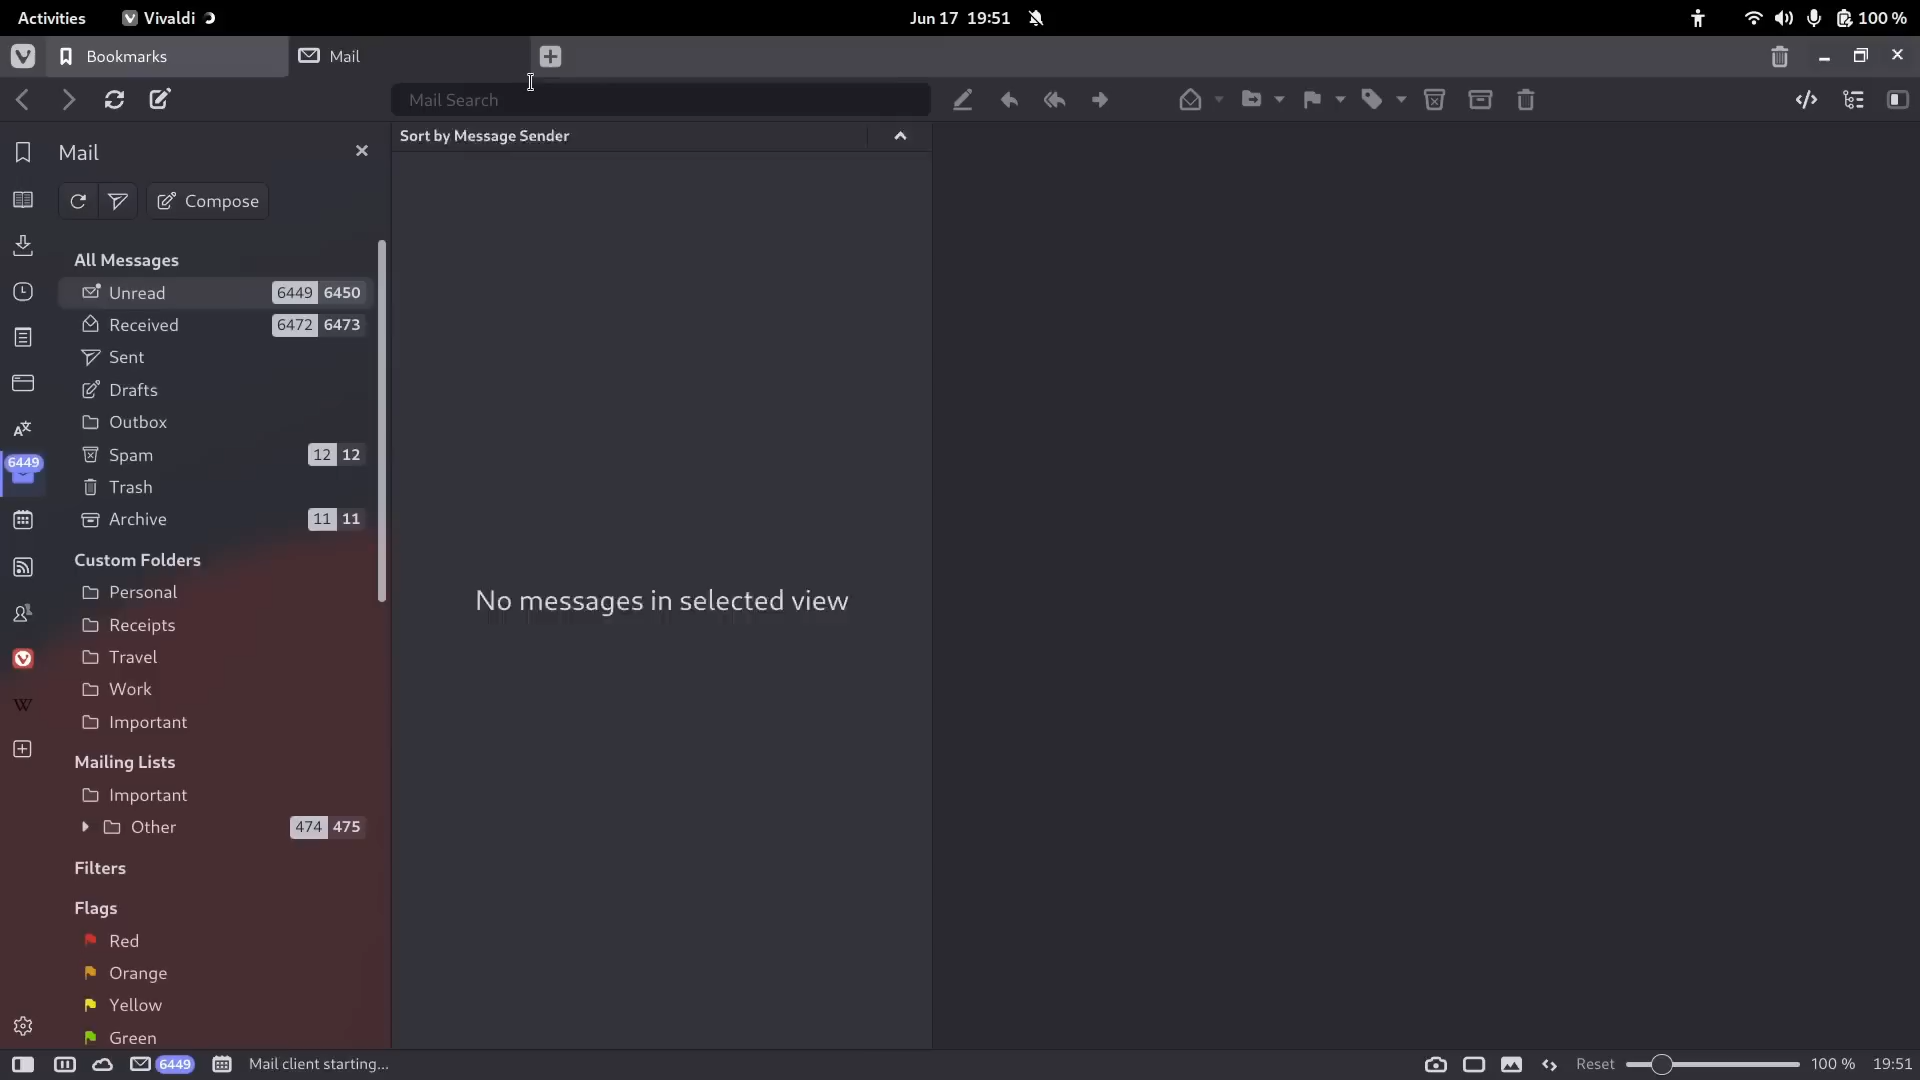 Activities Vivaldi Jun 17 19:51 100 %
Bookmarks Mail
Mail Search
Sort by Message Sender
Mail
Compose
All Messages
Unread 6449 6450
Received 6472 6473
Sent
Drafts
Outbox
Spam 12 12
Trash
Archive 11 11
Custom Folders
Personal
Receipts
Travel
Work
Important
Mailing Lists
Important
Other 474 475
Filters
Flags
Red
Orange
Yellow
Green
6449
W
No messages in selected view
6449 Mail client starting... Reset 100 % 19:51